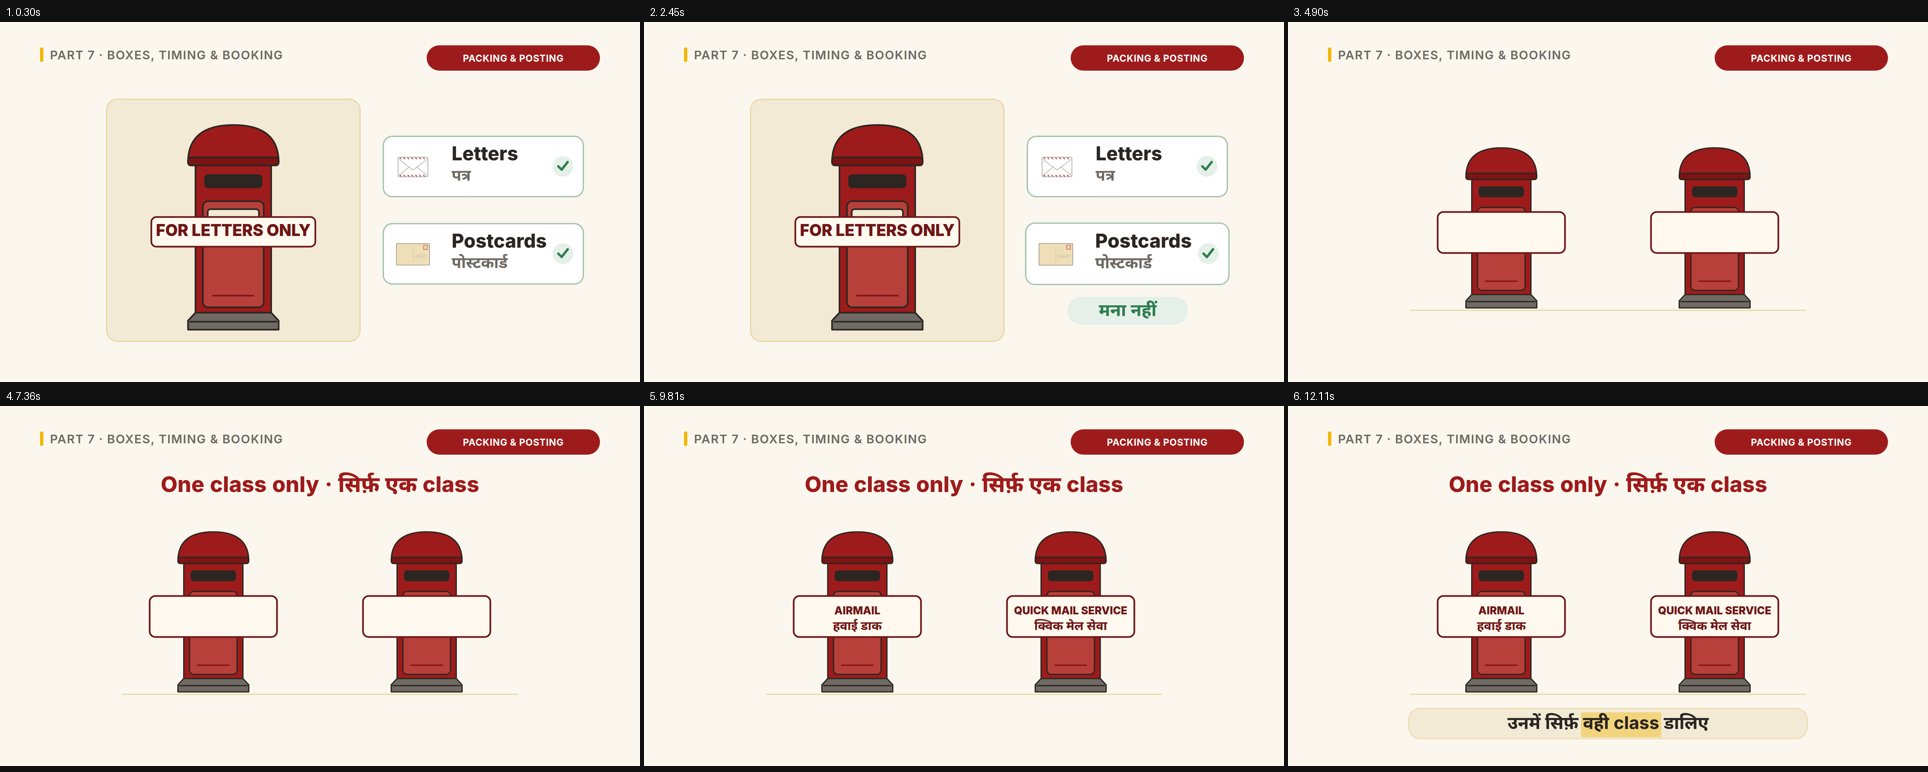 1. 0.30s
PART 7 · BOXES, TIMING & BOOKING
PACKING & POSTING
FOR LETTERS ONLY
Letters
पत्र
Postcards
पोस्टकार्ड
2. 2.45s
PART 7 · BOXES, TIMING & BOOKING
PACKING & POSTING
FOR LETTERS ONLY
Letters
पत्र
Postcards
पोस्टकार्ड
मना नहीं
3. 4.90s
PART 7 · BOXES, TIMING & BOOKING
PACKING & POSTING
4. 7.36s
PART 7 · BOXES, TIMING & BOOKING
PACKING & POSTING
One class only · सिर्फ़ एक class
5. 9.81s
PART 7 · BOXES, TIMING & BOOKING
PACKING & POSTING
One class only · सिर्फ़ एक class
AIRMAIL
हवाई डाक
QUICK MAIL SERVICE
क्विक मेल सेवा
6. 12.11s
PART 7 · BOXES, TIMING & BOOKING
PACKING & POSTING
One class only · सिर्फ़ एक class
AIRMAIL
हवाई डाक
QUICK MAIL SERVICE
क्विक मेल सेवा
उनमें सिर्फ़ वही class डालिए